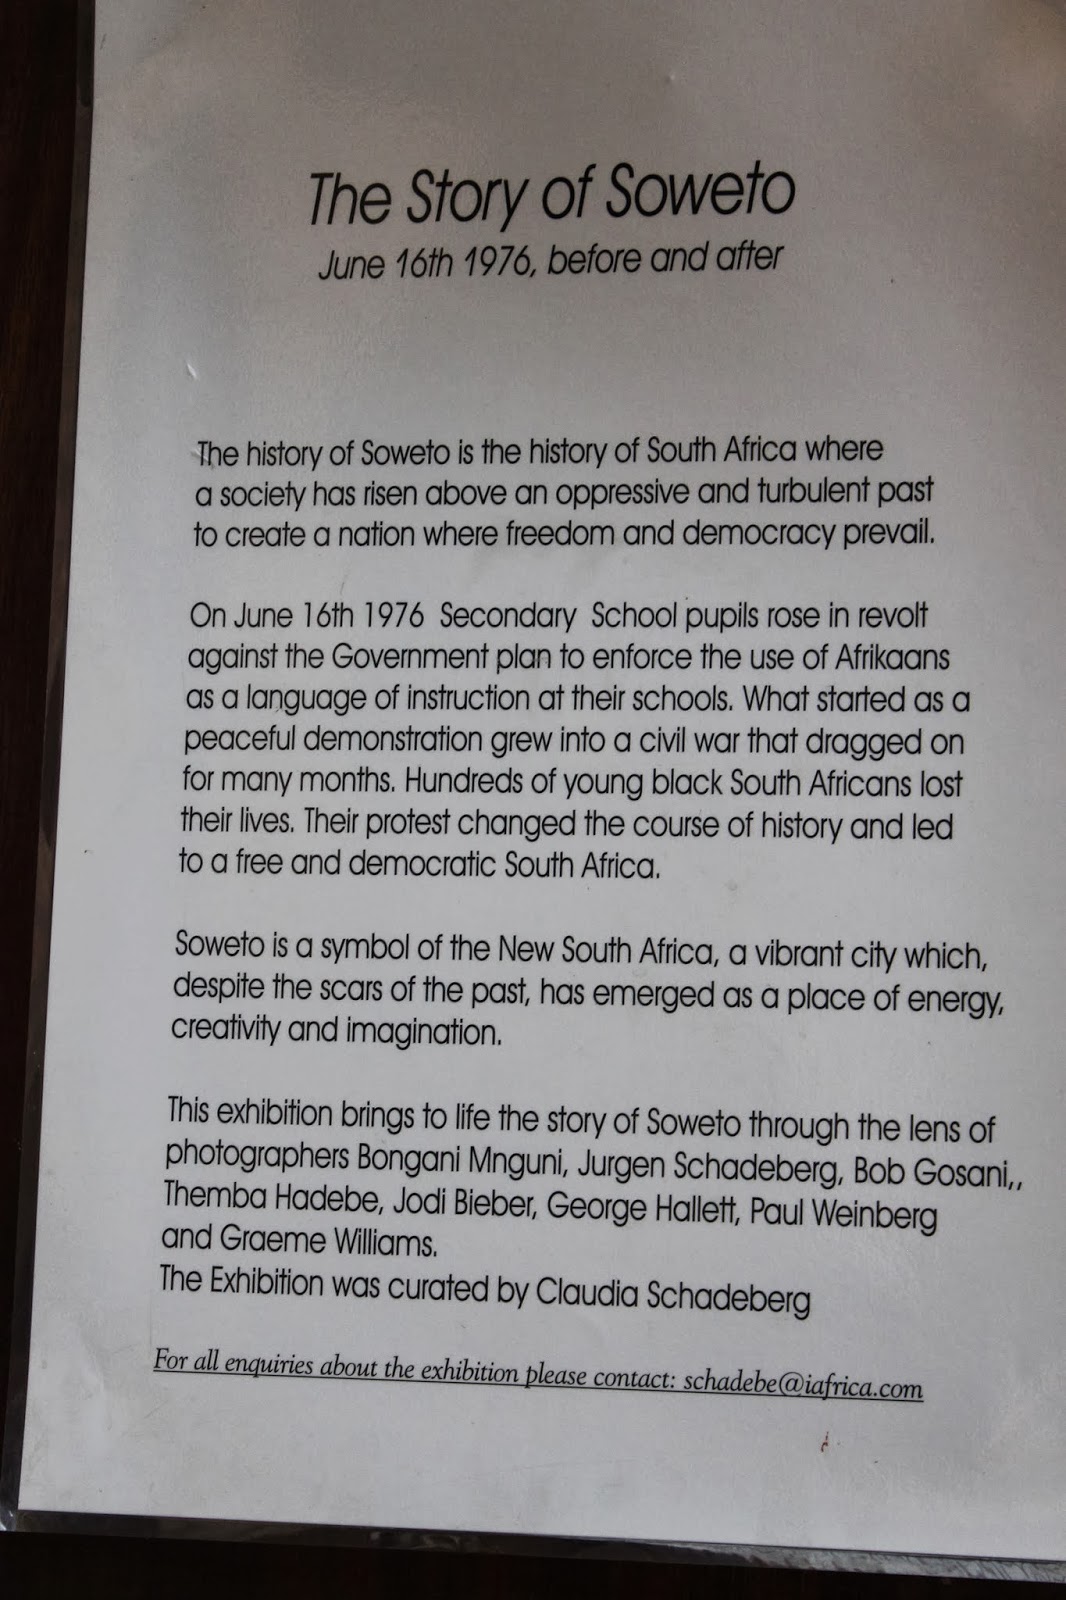 The Story of Soweto
June 16th 1976, before and after
The history of Soweto is the history of South Africa where
a society has risen above an oppressive and turbulent past
to create a nation where freedom and democracy prevail.
On June 16th 1976 Secondary School pupils rose in revolt
against the Government plan to enforce the use of Afrikaans
as a language of instruction at their schools. What started as a
peaceful demonstration grew into a civil war that dragged on
for many months. Hundreds of young black South Africans lost
their lives. Their protest changed the course of history and led
to a free and democratic South Africa.
Soweto is a symbol of the New South Africa, a vibrant city which,
despite the scars of the past, has emerged as a place of energy,
creativity and imagination.
This exhibition brings to life the story of Soweto through the lens of
photographers Bongani Mnguni, Jurgen Schadeberg, Bob Gosani,,
Themba Hadebe, Jodi Bieber, George Hallett, Paul Weinberg
and Graeme Williams.
The Exhibition was curated by Claudia Schadeberg
For all enquiries about the exhibition please contact: schadebe@iafrica.com